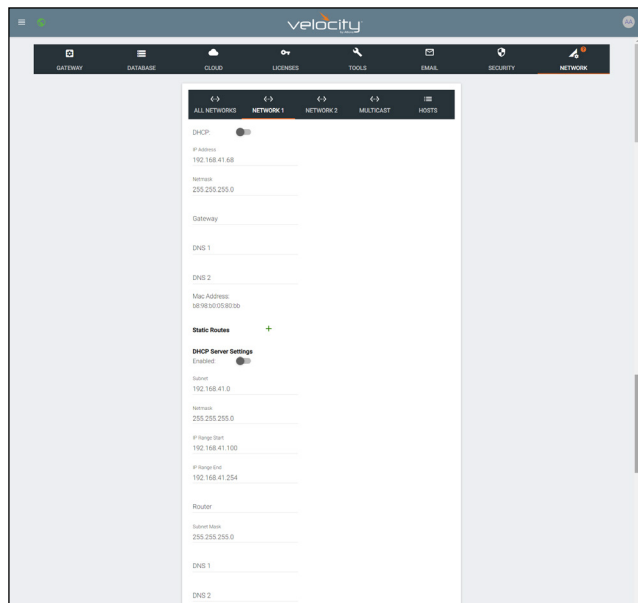 velocity
by Atlona
AA
GATEWAY DATABASE CLOUD LICENSES TOOLS EMAIL SECURITY NETWORK
ALL NETWORKS NETWORK 1 NETWORK 2 MULTICAST HOSTS
DHCP:
IP Address
192.168.41.68
Netmask
255.255.255.0
Gateway
DNS 1
DNS 2
Mac Address:
b8:98:b0:05:80:bb
Static Routes +
DHCP Server Settings
Enabled:
Subnet
192.168.41.0
Netmask
255.255.255.0
IP Range Start
192.168.41.100
IP Range End
192.168.41.254
Router
Subnet Mask
255.255.255.0
DNS 1
DNS 2